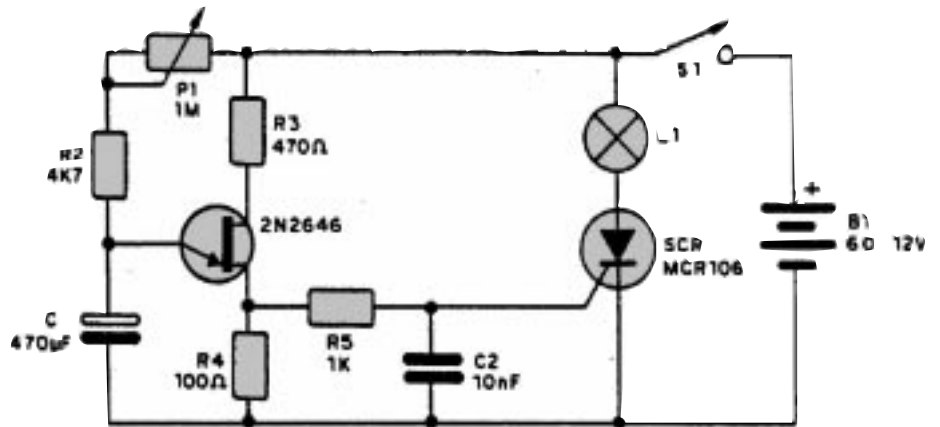 P1
1M
S1
R3
470Ω
R2
4K7
L1
2N2646
SCR
MCR106
B1
6Ω 12V
C
470µF
R4
100Ω
R5
1K
C2
10nF
+